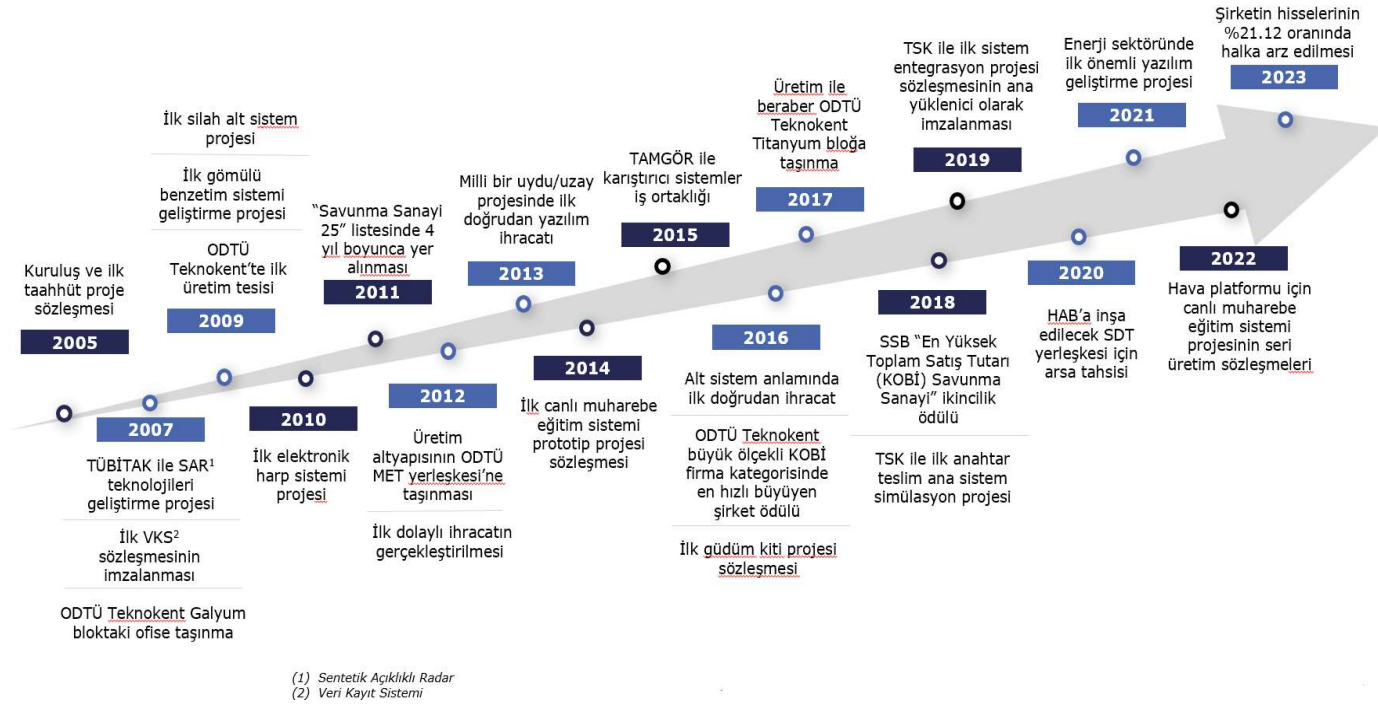 Kuruluş ve ilk
taahhüt proje
sözleşmesi
2005
2007
TÜBİTAK ile SAR¹
teknolojileri
geliştirme projesi
İlk VKS²
sözleşmesinin
imzalanması
ODTÜ Teknokent Galyum
bloktaki ofise taşınma
İlk silah alt sistem
projesi
İlk gömülü
benzetim sistemi
geliştirme projesi
ODTÜ
Teknokent’te ilk
üretim tesisi
2009
2010
İlk elektronik
harp sistemi
projesi
“Savunma Sanayi
25” listesinde 4
yıl boyunca yer
alınması
2011
2012
Üretim
altyapısının ODTÜ
MET yerleşkesi’ne
taşınması
İlk dolaylı ihracatın
gerçekleştirilmesi
Milli bir uydu/uzay
projesinde ilk
doğrudan yazılım
ihracatı
2013
2014
İlk canlı muharebe
eğitim sistemi
prototip projesi
sözleşmesi
TAMGÖR ile
karıştırıcı sistemler
iş ortaklığı
2015
2016
Alt sistem anlamında
ilk doğrudan ihracat
ODTÜ Teknokent
büyük ölçekli KOBİ
firma kategorisinde
en hızlı büyüyen
şirket ödülü
İlk güdüm kiti projesi
sözleşmesi
Üretim ile
beraber ODTÜ
Teknokent
Titanyum bloğa
taşınma
2017
2018
SSB “En Yüksek
Toplam Satış Tutarı
(KOBİ) Savunma
Sanayi” ikincilik
ödülü
TSK ile ilk anahtar
teslim ana sistem
simülasyon projesi
TSK ile ilk sistem
entegrasyon projesi
sözleşmesinin ana
yüklenici olarak
imzalanması
2019
2020
HAB’a inşa
edilecek SDT
yerleşkesi için
arsa tahsisi
Enerji sektöründe
ilk önemli yazılım
geliştirme projesi
2021
2022
Hava platformu için
canlı muharebe
eğitim sistemi
projesinin seri
üretim sözleşmeleri
Şirketin hisselerinin
%21.12 oranında
halka arz edilmesi
2023
(1) Sentetik Açıklıklı Radar
(2) Veri Kayıt Sistemi